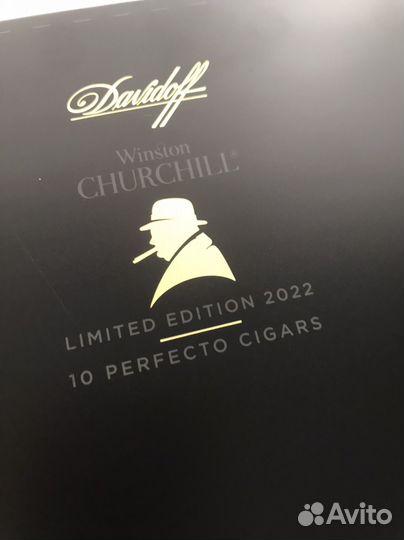 Davidoff
Winston
CHURCHILL®
LIMITED EDITION 2022
10 PERFECTO CIGARS
Avito